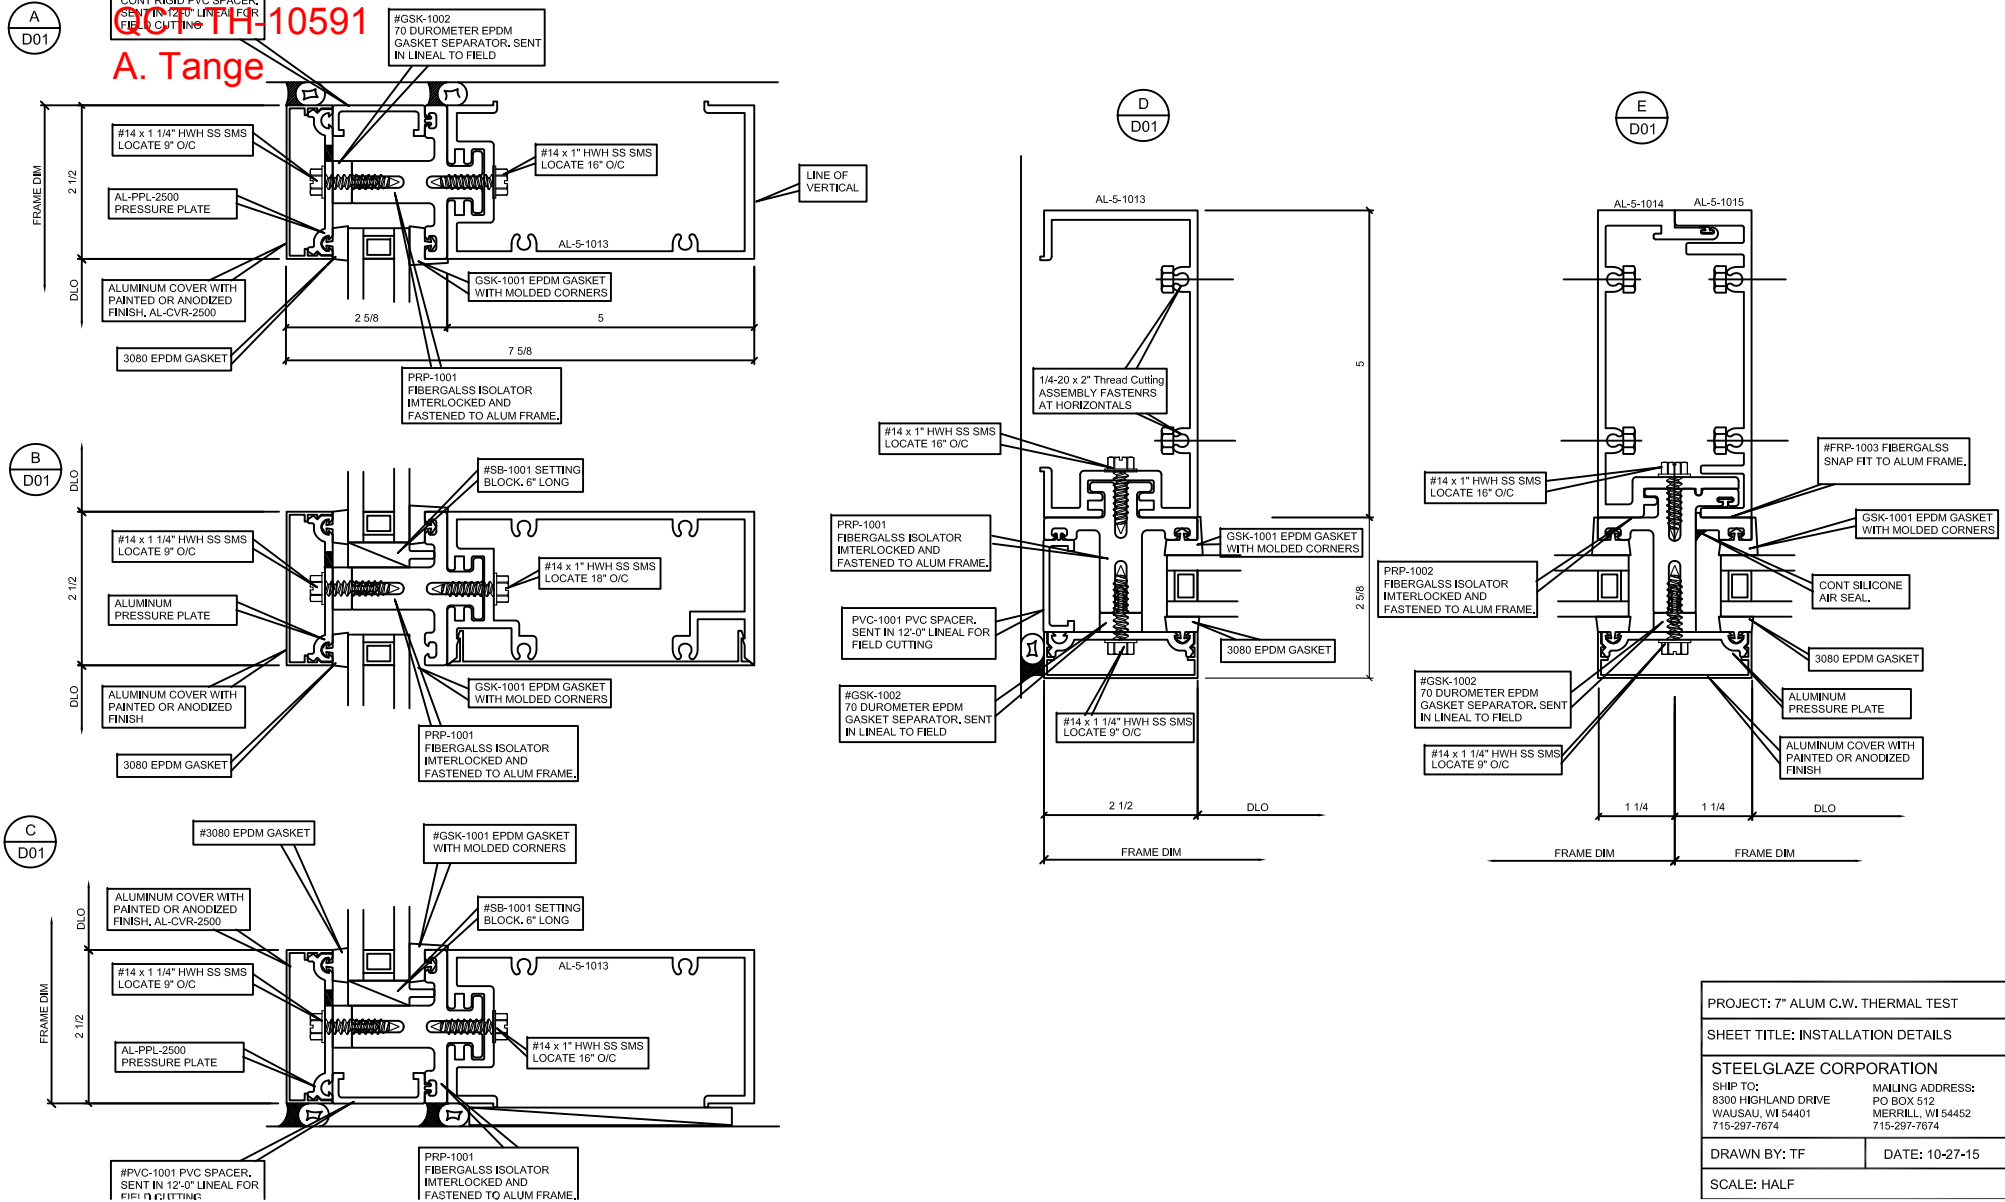 A
D01
CONT RIGID PVC SPACER.
SENT IN 12'-0" LINEAL FOR
FIELD CUTTING
QCT-TH-10591
A. Tange
#GSK-1002
70 DUROMETER EPDM
GASKET SEPARATOR. SENT
IN LINEAL TO FIELD
#14 x 1 1/4" HWH SS SMS
LOCATE 9" O/C
#14 x 1" HWH SS SMS
LOCATE 16" O/C
LINE OF
VERTICAL
FRAME DIM
2 1/2
AL-PPL-2500
PRESSURE PLATE
AL-5-1013
DLO
ALUMINUM COVER WITH
PAINTED OR ANODIZED
FINISH. AL-CVR-2500
GSK-1001 EPDM GASKET
WITH MOLDED CORNERS
2 5/8
5
7 5/8
3080 EPDM GASKET
PRP-1001
FIBERGALSS ISOLATOR
IMTERLOCKED AND
FASTENED TO ALUM FRAME.
B
D01
DLO
#SB-1001 SETTING
BLOCK. 6" LONG
#14 x 1 1/4" HWH SS SMS
LOCATE 9" O/C
#14 x 1" HWH SS SMS
LOCATE 18" O/C
2 1/2
ALUMINUM
PRESSURE PLATE
DLO
ALUMINUM COVER WITH
PAINTED OR ANODIZED
FINISH
GSK-1001 EPDM GASKET
WITH MOLDED CORNERS
3080 EPDM GASKET
PRP-1001
FIBERGALSS ISOLATOR
IMTERLOCKED AND
FASTENED TO ALUM FRAME.
C
D01
#3080 EPDM GASKET
#GSK-1001 EPDM GASKET
WITH MOLDED CORNERS
DLO
ALUMINUM COVER WITH
PAINTED OR ANODIZED
FINISH. AL-CVR-2500
#SB-1001 SETTING
BLOCK. 6" LONG
#14 x 1 1/4" HWH SS SMS
LOCATE 9" O/C
AL-5-1013
FRAME DIM
2 1/2
AL-PPL-2500
PRESSURE PLATE
#14 x 1" HWH SS SMS
LOCATE 16" O/C
#PVC-1001 PVC SPACER.
SENT IN 12'-0" LINEAL FOR
FIELD CUTTING
PRP-1001
FIBERGALSS ISOLATOR
IMTERLOCKED AND
FASTENED TO ALUM FRAME.
D
D01
AL-5-1013
5
1/4-20 x 2" Thread Cutting
ASSEMBLY FASTENRS
AT HORIZONTALS
#14 x 1" HWH SS SMS
LOCATE 16" O/C
PRP-1001
FIBERGALSS ISOLATOR
IMTERLOCKED AND
FASTENED TO ALUM FRAME.
GSK-1001 EPDM GASKET
WITH MOLDED CORNERS
2 5/8
PVC-1001 PVC SPACER.
SENT IN 12'-0" LINEAL FOR
FIELD CUTTING
3080 EPDM GASKET
#GSK-1002
70 DUROMETER EPDM
GASKET SEPARATOR. SENT
IN LINEAL TO FIELD
#14 x 1 1/4" HWH SS SMS
LOCATE 9" O/C
2 1/2
DLO
FRAME DIM
E
D01
AL-5-1014
AL-5-1015
#FRP-1003 FIBERGALSS
SNAP FIT TO ALUM FRAME.
#14 x 1" HWH SS SMS
LOCATE 16" O/C
GSK-1001 EPDM GASKET
WITH MOLDED CORNERS
PRP-1002
FIBERGALSS ISOLATOR
IMTERLOCKED AND
FASTENED TO ALUM FRAME.
CONT SILICONE
AIR SEAL.
3080 EPDM GASKET
#GSK-1002
70 DUROMETER EPDM
GASKET SEPARATOR. SENT
IN LINEAL TO FIELD
ALUMINUM
PRESSURE PLATE
#14 x 1 1/4" HWH SS SMS
LOCATE 9" O/C
ALUMINUM COVER WITH
PAINTED OR ANODIZED
FINISH
1 1/4
1 1/4
DLO
FRAME DIM
FRAME DIM
PROJECT: 7" ALUM C.W. THERMAL TEST
SHEET TITLE: INSTALLATION DETAILS
STEELGLAZE CORPORATION
SHIP TO:
8300 HIGHLAND DRIVE
WAUSAU, WI 54401
715-297-7674
MAILING ADDRESS:
PO BOX 512
MERRILL, WI 54452
715-297-7674
DRAWN BY: TF
DATE: 10-27-15
SCALE: HALF